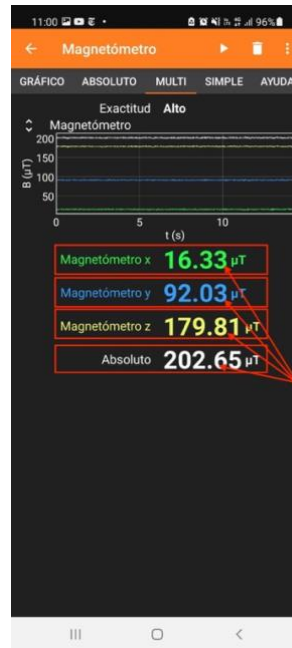 11:00
96%
Magnetómetro
GRÁFICO ABSOLUTO MULTI SIMPLE AYUDA
Exactitud Alto
Magnetómetro
200
150
100
50
B (μT)
0 5 10
t (s)
Magnetómetro x 16.33 μT
Magnetómetro y 92.03 μT
Magnetómetro z 179.81 μT
Absoluto 202.65 μT